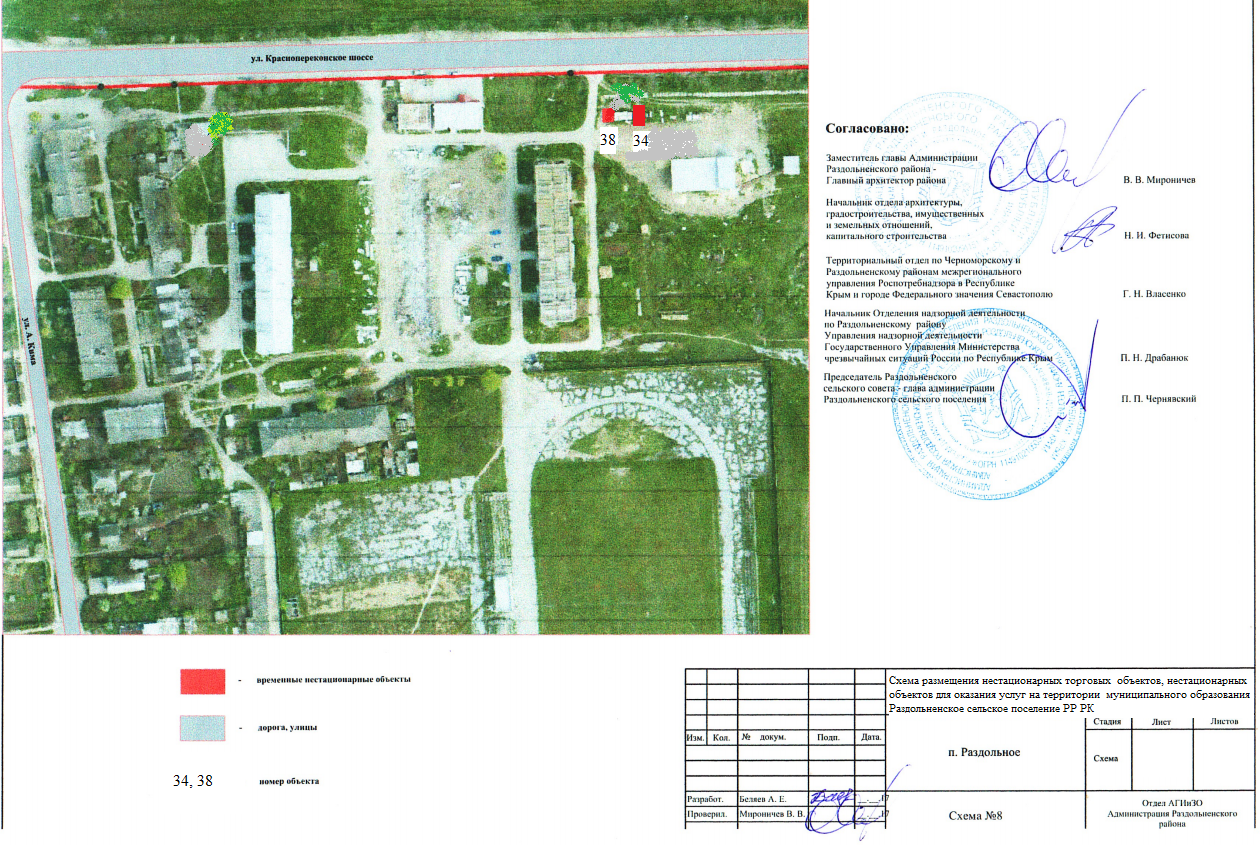 ул. Красноперекопское шоссе
38
34
ул. А. Кима
Согласовано:
Заместитель главы Администрации
Раздольненского района -
Главный архитектор района
В. В. Мироничев
Начальник отдела архитектуры,
градостроительства, имущественных
и земельных отношений,
капитального строительства
Н. И. Фетисова
Территориальный отдел по Черноморскому и
Раздольненскому районам межрегионального
управления Роспотребнадзора в Республике
Крым и городе Федерального значения Севастополю
Г. Н. Власенко
Начальник Отделения надзорной деятельности
по Раздольненскому району
Управления надзорной деятельности
Государственного Управления Министерства
чрезвычайных ситуаций России по Республике Крым
П. Н. Драбанюк
Председатель Раздольненского
сельского совета - глава администрации
Раздольненского сельского поселения
П. П. Чернявский
- временные нестационарные объекты
- дорога, улицы
34, 38 номер объекта
Схема размещения нестационарных торговых объектов, нестационарных
объектов для оказания услуг на территории муниципального образования
Раздольненское сельское поселение РР РК
Изм. Кол. № докум. Подп. Дата.
п. Раздольное
Стадия Лист Листов
Схема
Разработ. Беляев А. Е.
Проверил. Мироничев В. В.
Схема №8
Отдел АГИиЗО
Администрация Раздольненского
района